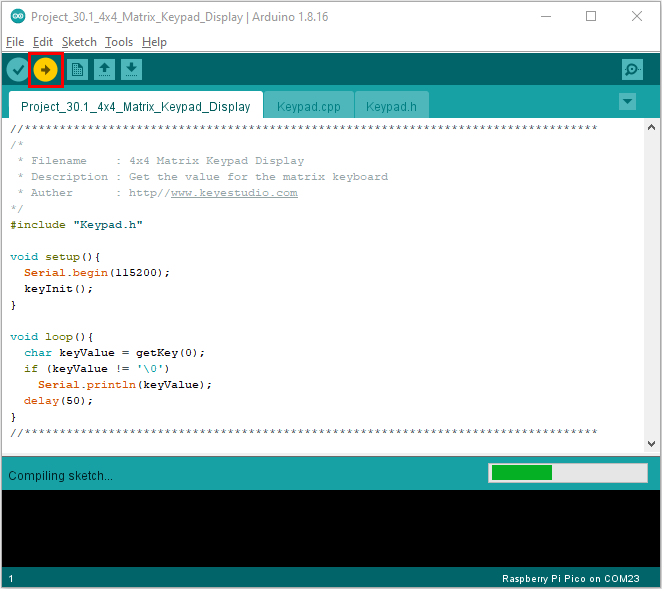 Project_30.1_4x4_Matrix_Keypad_Display | Arduino 1.8.16
File Edit Sketch Tools Help
Project_30.1_4x4_Matrix_Keypad_Display Keypad.cpp Keypad.h
//**********************************************************************************
/*
 * Filename    : 4x4 Matrix Keypad Display
 * Description : Get the value for the matrix keyboard
 * Auther      : http//www.keyestudio.com
*/
#include "Keypad.h"
void setup(){
  Serial.begin(115200);
  keyInit();
}
void loop(){
  char keyValue = getKey(0);
  if (keyValue != '\0')
    Serial.println(keyValue);
  delay(50);
}
//**********************************************************************************
Compiling sketch...
1 Raspberry Pi Pico on COM23